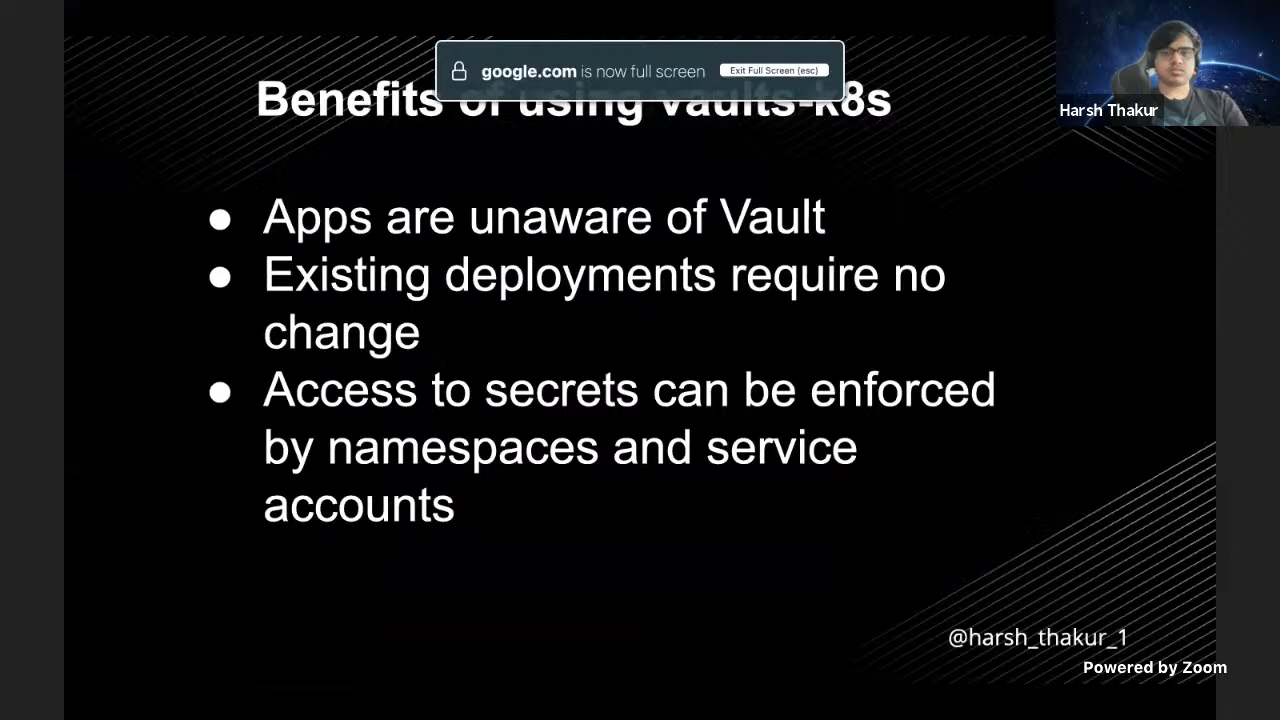 google.com is now full screen
Exit Full Screen (esc)
Benefits of using vaults-k8s
Harsh Thakur
● Apps are unaware of Vault
● Existing deployments require no
change
● Access to secrets can be enforced
by namespaces and service
accounts
@harsh_thakur_1
Powered by Zoom